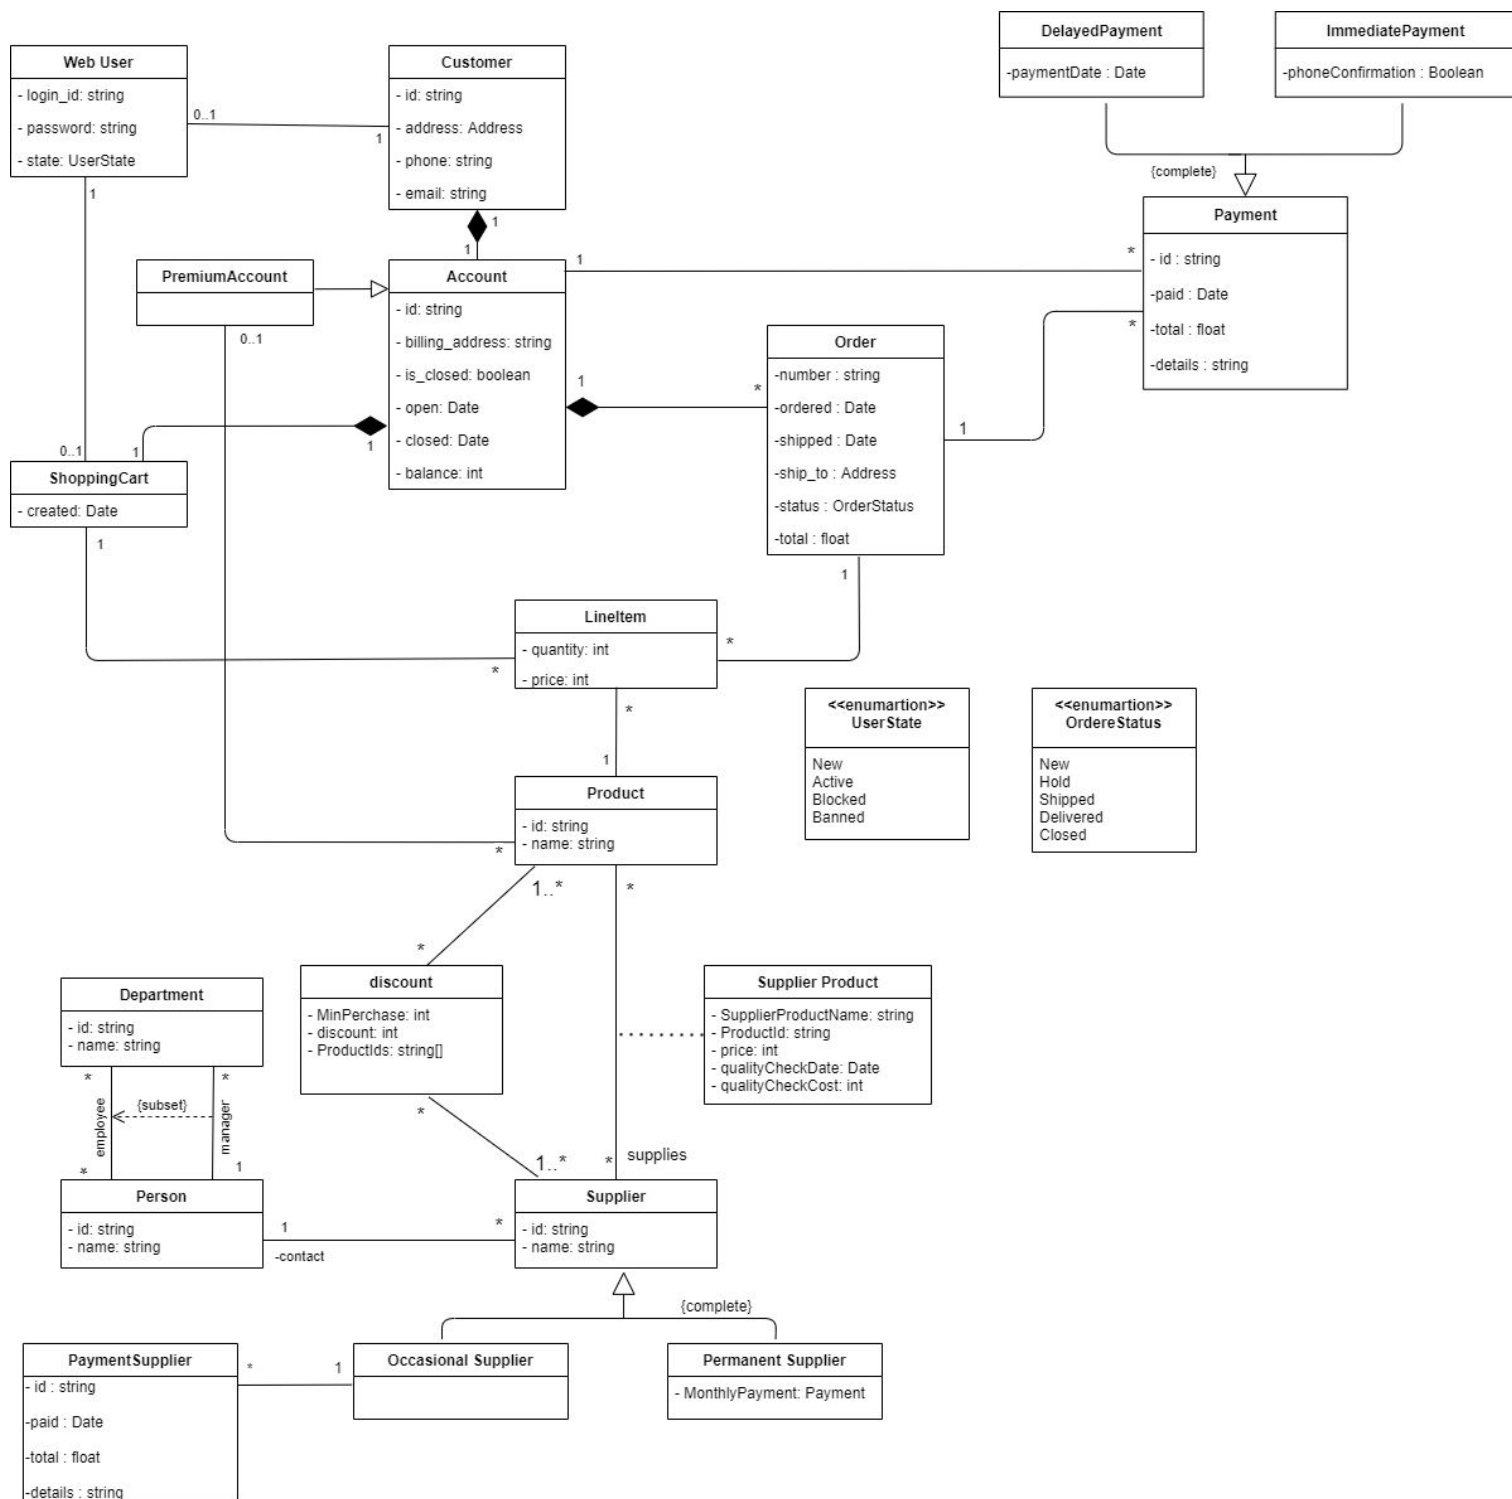 DelayedPayment
-paymentDate : Date
ImmediatePayment
-phoneConfirmation : Boolean
{complete}
Web User
- login_id: string
- password: string
- state: UserState
0..1
1
1
Customer
- id: string
- address: Address
- phone: string
- email: string
1
1
PremiumAccount
0..1
Account
- id: string
- billing_address: string
- is_closed: boolean
- open: Date
- closed: Date
- balance: int
1
*
1
*
1
Payment
- id : string
-paid : Date
-total : float
-details : string
*
1
Order
-number : string
-ordered : Date
-shipped : Date
-ship_to : Address
-status : OrderStatus
-total : float
1
0..1
1
ShoppingCart
- created: Date
1
*
LineItem
- quantity: int
- price: int
*
*
1
<<enumartion>>
UserState
New
Active
Blocked
Banned
<<enumartion>>
OrdereStatus
New
Hold
Shipped
Delivered
Closed
Product
- id: string
- name: string
*
1..*
*
*
discount
- MinPerchase: int
- discount: int
- ProductIds: string[]
*
1..*
Supplier Product
- SupplierProductName: string
- ProductId: string
- price: int
- qualityCheckDate: Date
- qualityCheckCost: int
* supplies
Department
- id: string
- name: string
*
*
employee
{subset}
manager
*
1
Person
- id: string
- name: string
1
-contact
*
Supplier
- id: string
- name: string
{complete}
PaymentSupplier
- id : string
-paid : Date
-total : float
-details : string
*
1
Occasional Supplier
Permanent Supplier
- MonthlyPayment: Payment